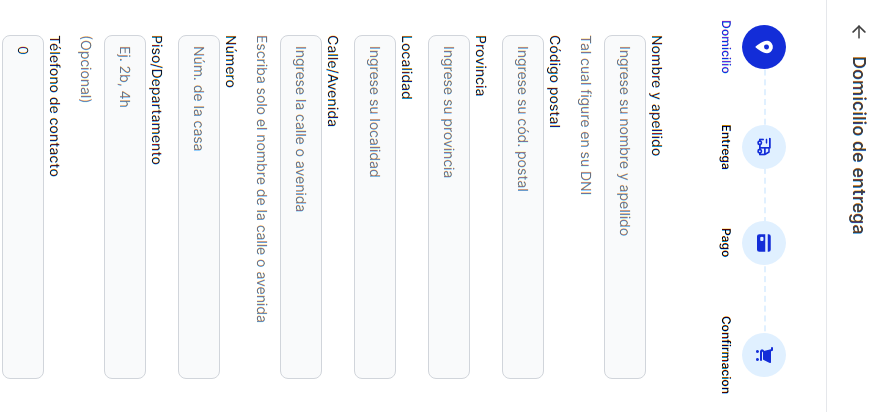 Domicilio de entrega
Domicilio
Entrega
Pago
Confirmacion
Nombre y apellido
Ingrese su nombre y apellido
Tal cual figure en su DNI
Código postal
Ingrese su cód. postal
Provincia
Ingrese su provincia
Localidad
Ingrese su localidad
Calle/Avenida
Ingrese la calle o avenida
Escriba solo el nombre de la calle o avenida
Número
Núm. de la casa
Piso/Departamento
Ej. 2b, 4h
(Opcional)
Télefono de contacto
0